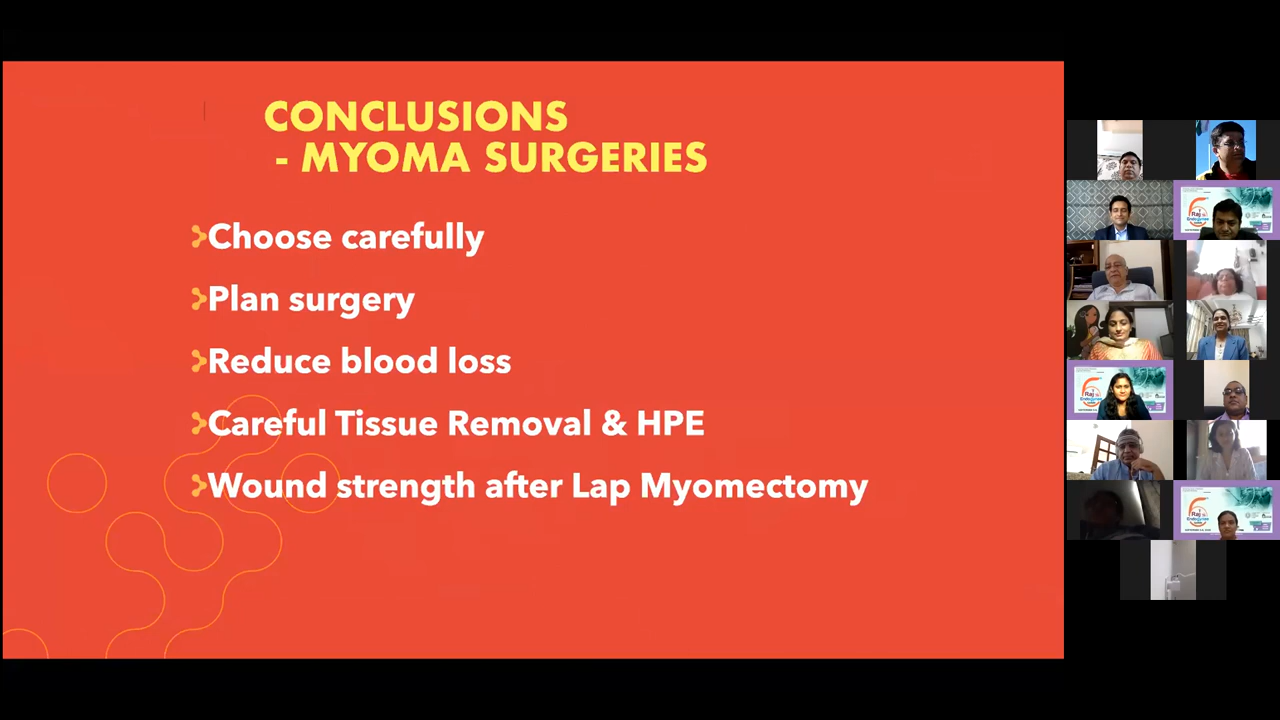 CONCLUSIONS
- MYOMA SURGERIES
Choose carefully
Plan surgery
Reduce blood loss
Careful Tissue Removal & HPE
Wound strength after Lap Myomectomy